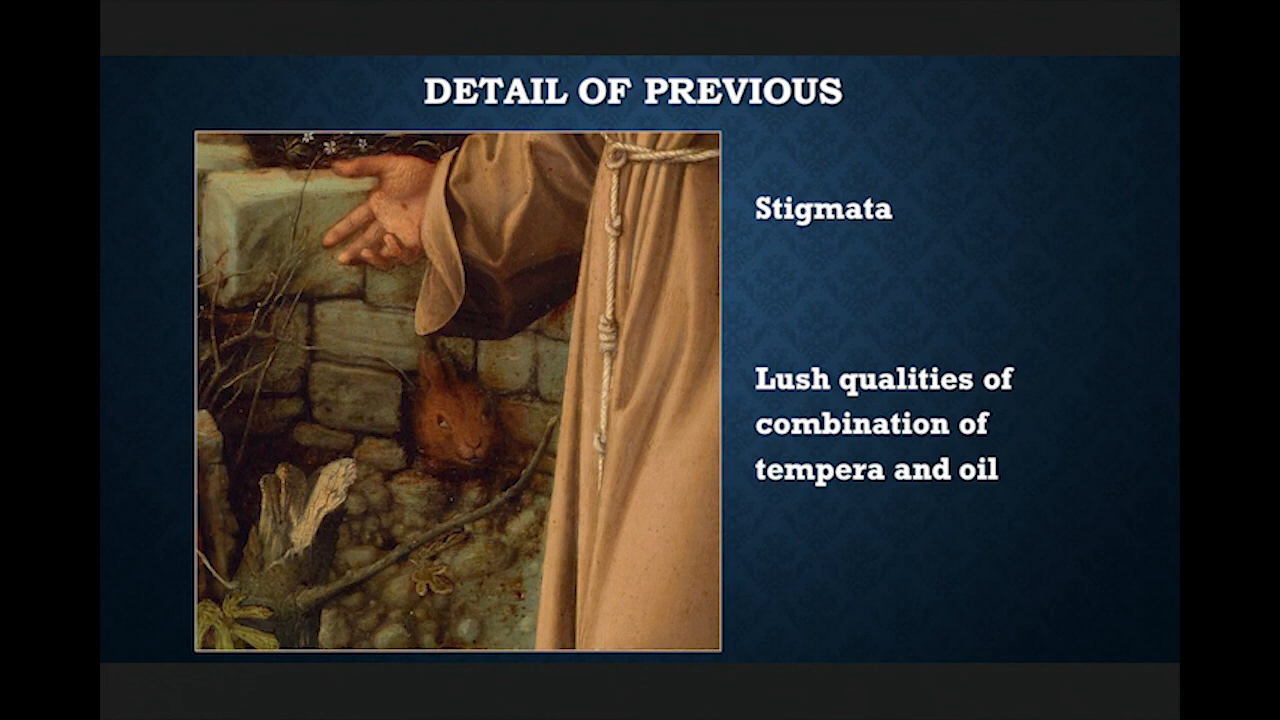 DETAIL OF PREVIOUS
Stigmata
Lush qualities of
combination of
tempera and oil